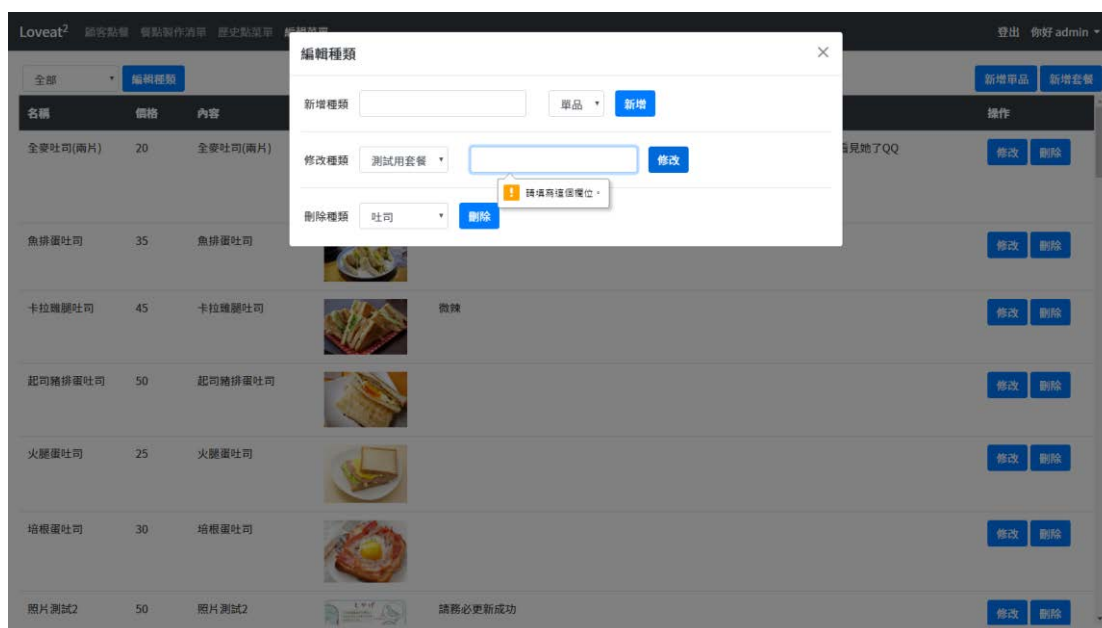 Loveat² 顧客點餐 餐點製作清單 歷史點菜單 編輯菜單 登出 你好 admin
編輯種類 ×
全部 編輯種類 新增單品 新增套餐
新增種類 單品 新增
名稱 價格 內容 操作
全麥吐司(兩片) 20 全麥吐司(兩片) 見她了QQ 修改 刪除
修改種類 測試用套餐 修改
! 請填寫這個欄位。
刪除種類 吐司 刪除
魚排蛋吐司 35 魚排蛋吐司 修改 刪除
卡拉雞腿吐司 45 卡拉雞腿吐司 微辣 修改 刪除
起司豬排蛋吐司 50 起司豬排蛋吐司 修改 刪除
火腿蛋吐司 25 火腿蛋吐司 修改 刪除
培根蛋吐司 30 培根蛋吐司 修改 刪除
照片測試2 50 照片測試2 請務必更新成功 修改 刪除